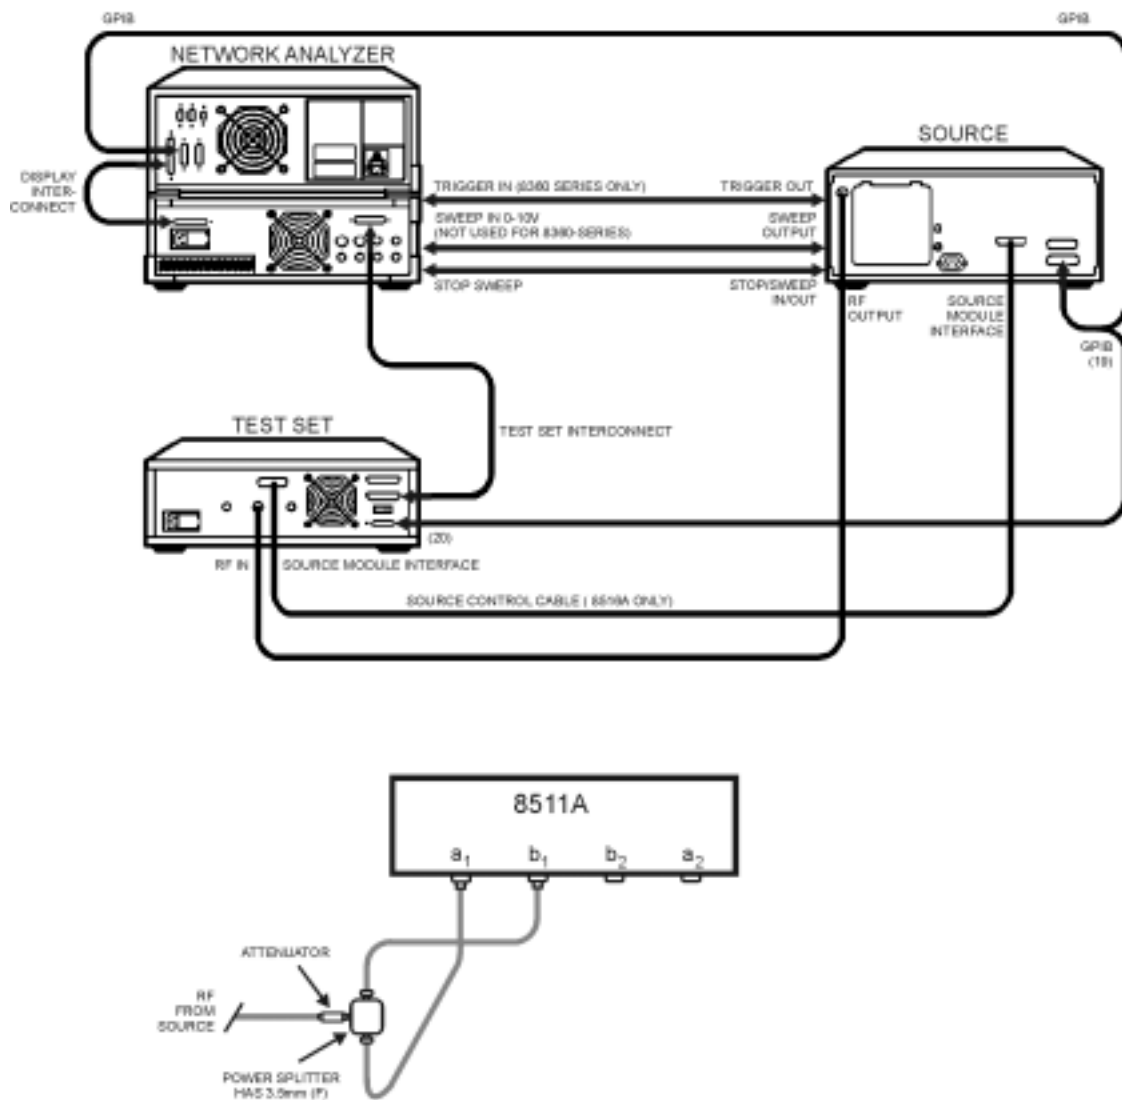 GPIB
GPIB
NETWORK ANALYZER
SOURCE
DISPLAY
INTER-
CONNECT
TRIGGER IN (8360 SERIES ONLY)
TRIGGER OUT
SWEEP IN 0-10V
(NOT USED FOR 8360-SERIES)
SWEEP
OUTPUT
STOP SWEEP
STOP/SWEEP
IN/OUT
RF
OUTPUT
SOURCE
MODULE
INTERFACE
GPIB
(19)
TEST SET
TEST SET INTERCONNECT
(20)
RF IN
SOURCE MODULE INTERFACE
SOURCE CONTROL CABLE ( 8516A ONLY)
8511A
a1
b1
b2
a2
ATTENUATOR
RF
FROM
SOURCE
POWER SPLITTER
HAS 3.5mm (F)